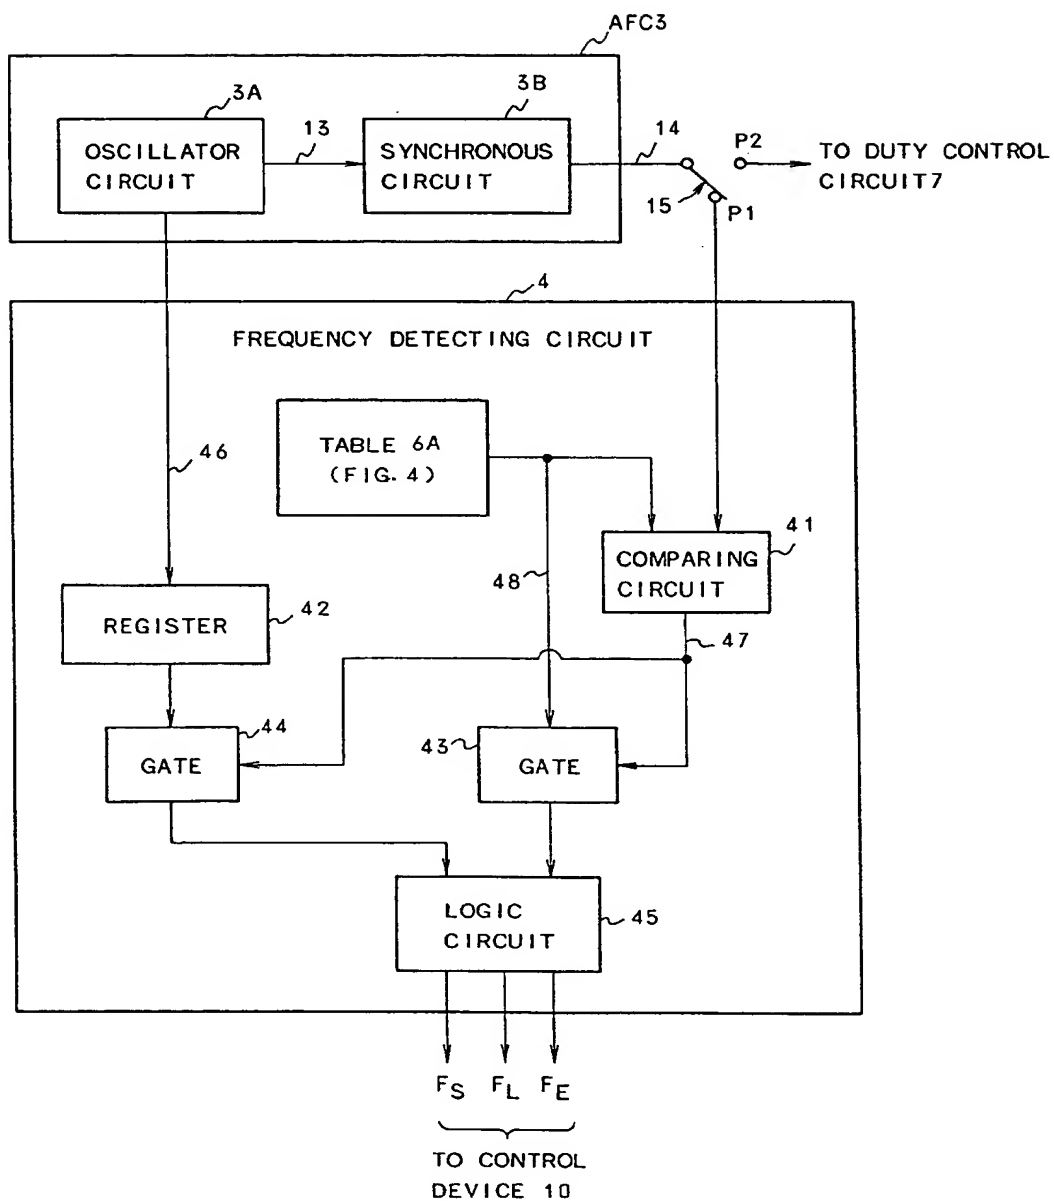 AFC3
3A
3B
OSCILLATOR
CIRCUIT
13
SYNCHRONOUS
CIRCUIT
14
P2
TO DUTY CONTROL
CIRCUIT7
15
P1
4
FREQUENCY DETECTING CIRCUIT
TABLE 6A
(FIG. 4)
46
48
41
COMPARING
CIRCUIT
REGISTER
42
47
44
GATE
43
GATE
LOGIC
CIRCUIT
45
FS FL FE
TO CONTROL
DEVICE 10